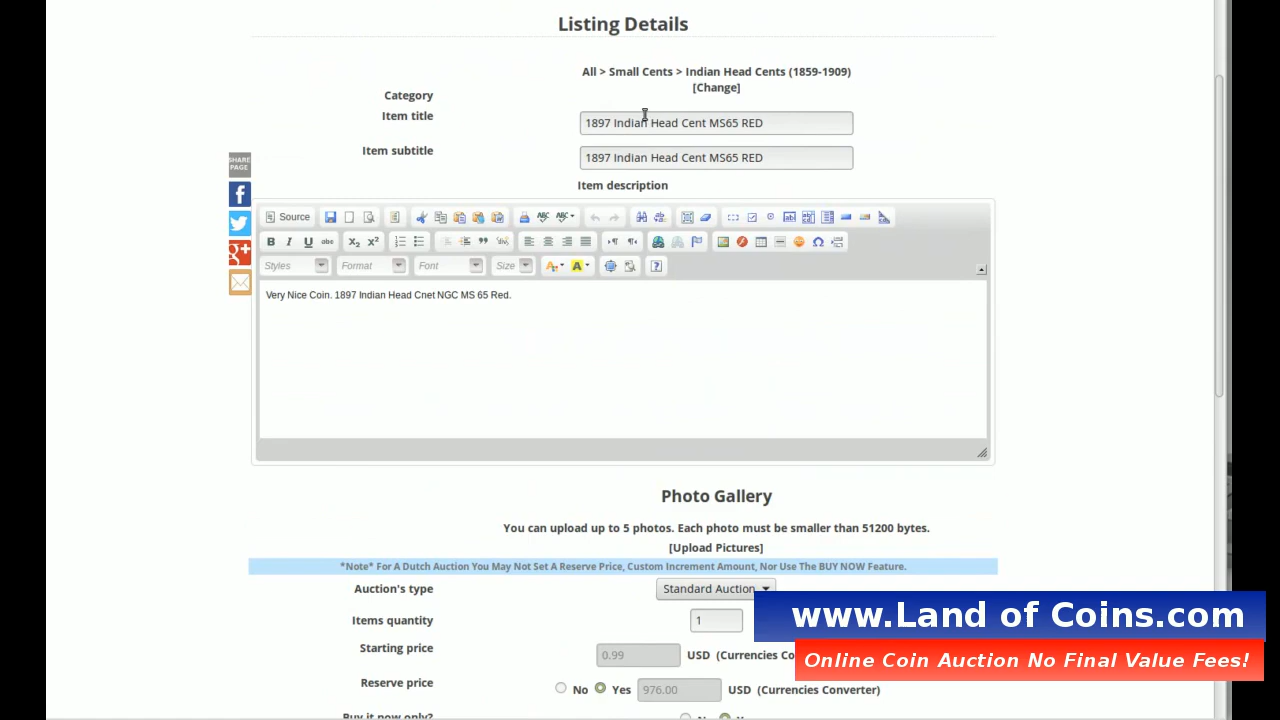 Listing Details
All > Small Cents > Indian Head Cents (1859-1909)
[Change]
Category
Item title
1897 Indian Head Cent MS65 RED
Item subtitle
1897 Indian Head Cent MS65 RED
SHARE PAGE
Item description
Source
Styles Format Font Size
Very Nice Coin. 1897 Indian Head Cnet NGC MS 65 Red.
Photo Gallery
You can upload up to 5 photos. Each photo must be smaller than 51200 bytes.
[Upload Pictures]
*Note* For A Dutch Auction You May Not Set A Reserve Price, Custom Increment Amount, Nor Use The BUY NOW Feature.
Auction's type Standard Auction
Items quantity 1
www.Land of Coins.com
Starting price 0.99 USD (Currencies Co
Online Coin Auction No Final Value Fees!
Reserve price No Yes 976.00 USD (Currencies Converter)
Buy it now only? No Yes